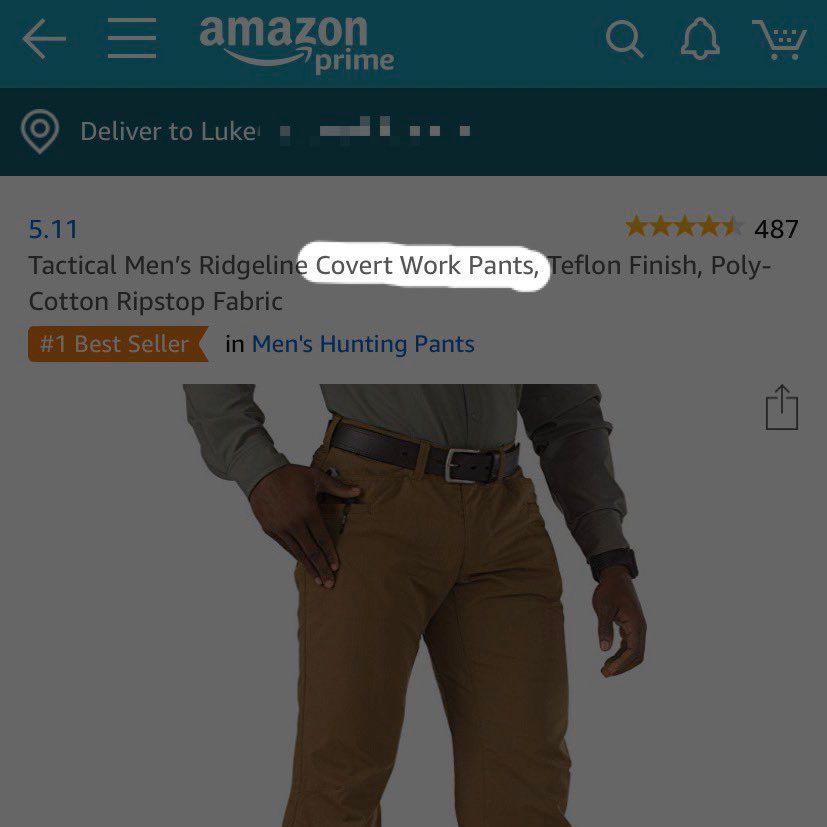 amazon
prime
Deliver to Luke
5.11
487
Tactical Men's Ridgeline Covert Work Pants, Teflon Finish, Poly-
Cotton Ripstop Fabric
#1 Best Seller in Men's Hunting Pants